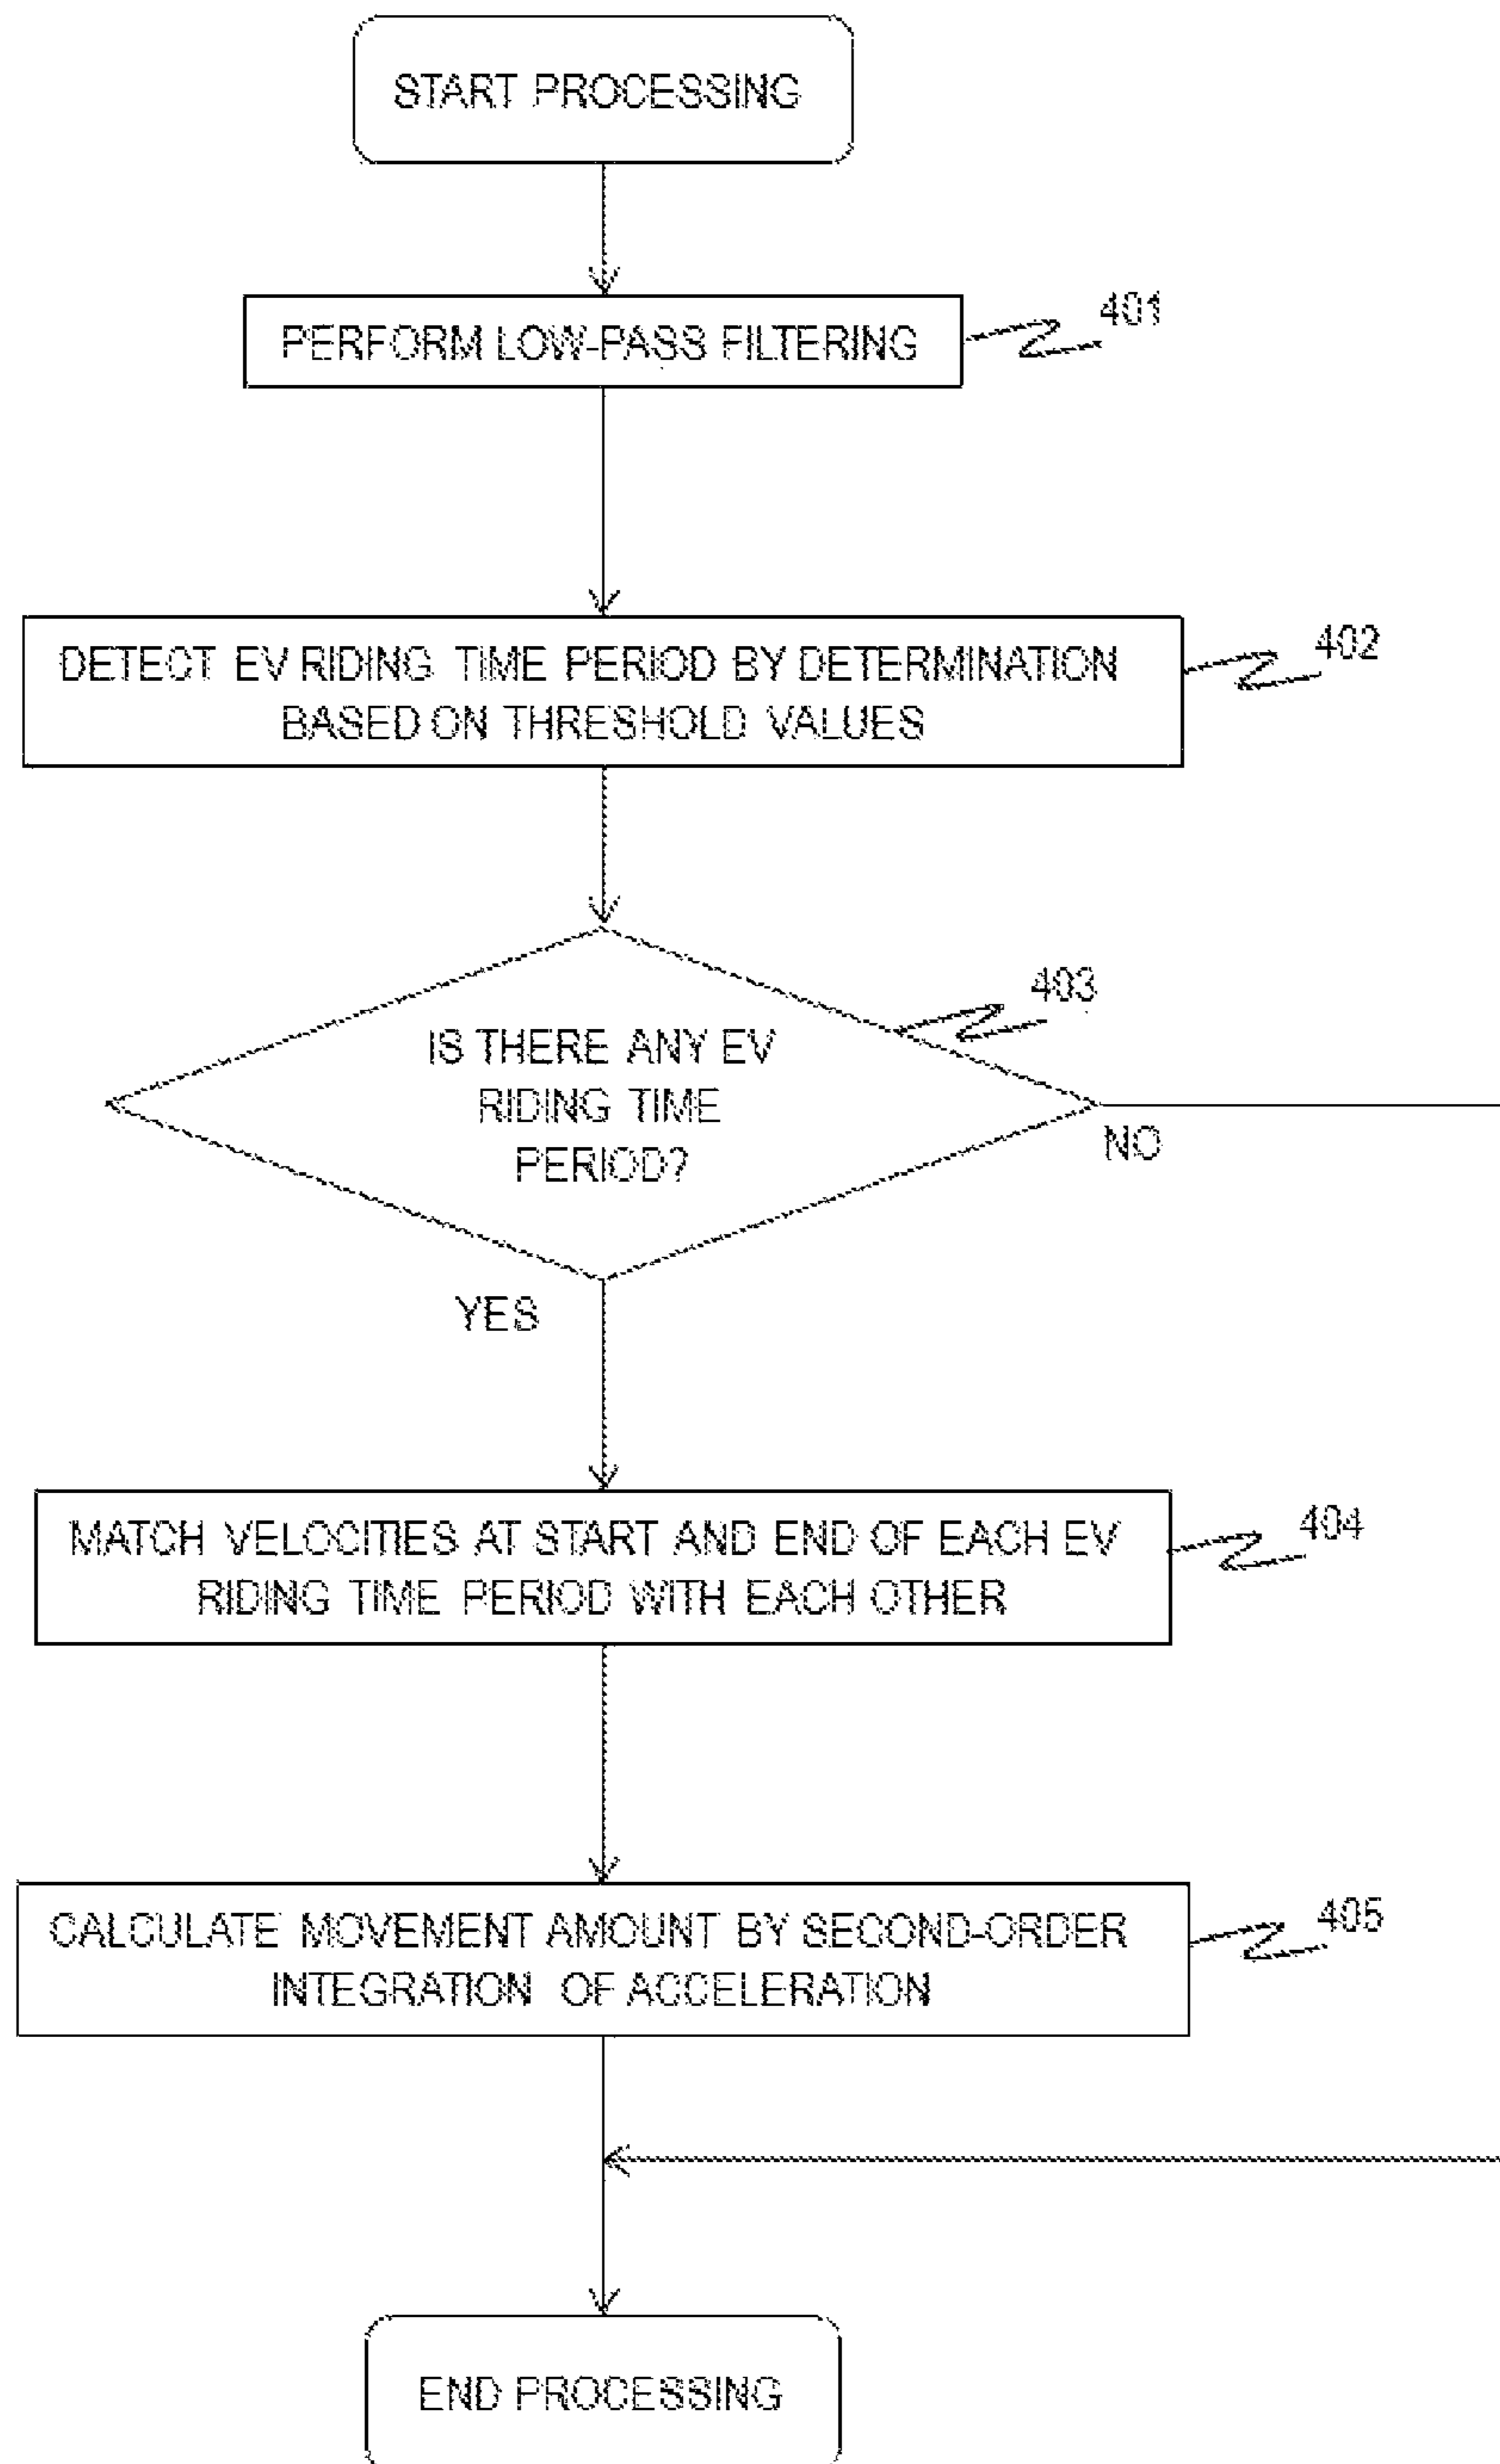 START PROCESSING
PERFORM LOW-PASS FILTERING
401
DETECT EV RIDING TIME PERIOD BY DETERMINATION
BASED ON THRESHOLD VALUES
402
403
IS THERE ANY EV
RIDING TIME
PERIOD?
NO
YES
MATCH VELOCITIES AT START AND END OF EACH EV
RIDING TIME PERIOD WITH EACH OTHER
404
CALCULATE MOVEMENT AMOUNT BY SECOND-ORDER
INTEGRATION OF ACCELERATION
405
END PROCESSING